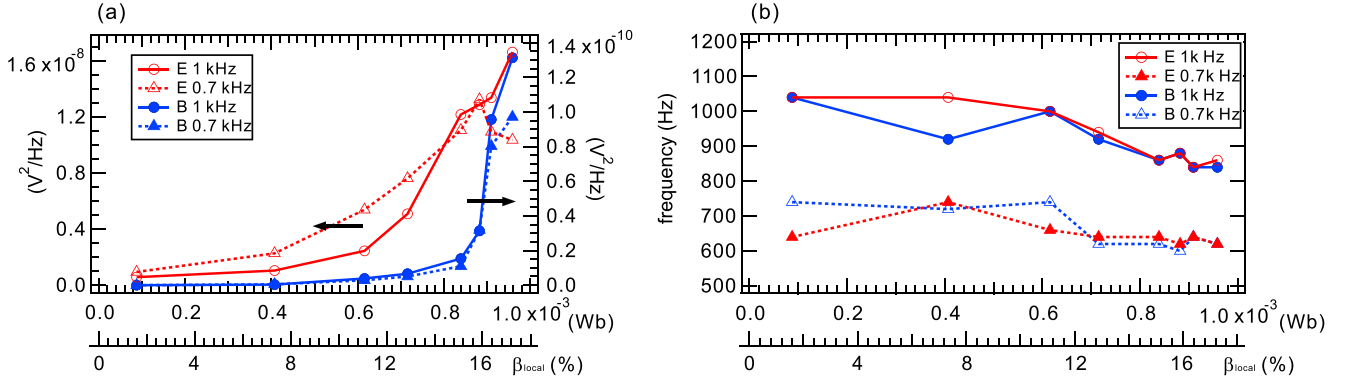 (a)
1.6 x10⁻⁸
1.2
0.8
0.4
0.0
(V²/Hz)
E 1 kHz
E 0.7 kHz
B 1 kHz
B 0.7 kHz
1.4 x10⁻¹⁰
1.0
0.8
0.6
0.4
0.2
0.0
(V²/Hz)
0.0 0.2 0.4 0.6 0.8 1.0 x10⁻³ (Wb)
0 4 8 12 16 βlocal (%)
(b)
1200
1100
1000
900
800
700
600
500
frequency (Hz)
E 1k Hz
E 0.7k Hz
B 1k Hz
B 0.7k Hz
0.0 0.2 0.4 0.6 0.8 1.0 x10⁻³ (Wb)
0 4 8 12 16 βlocal (%)